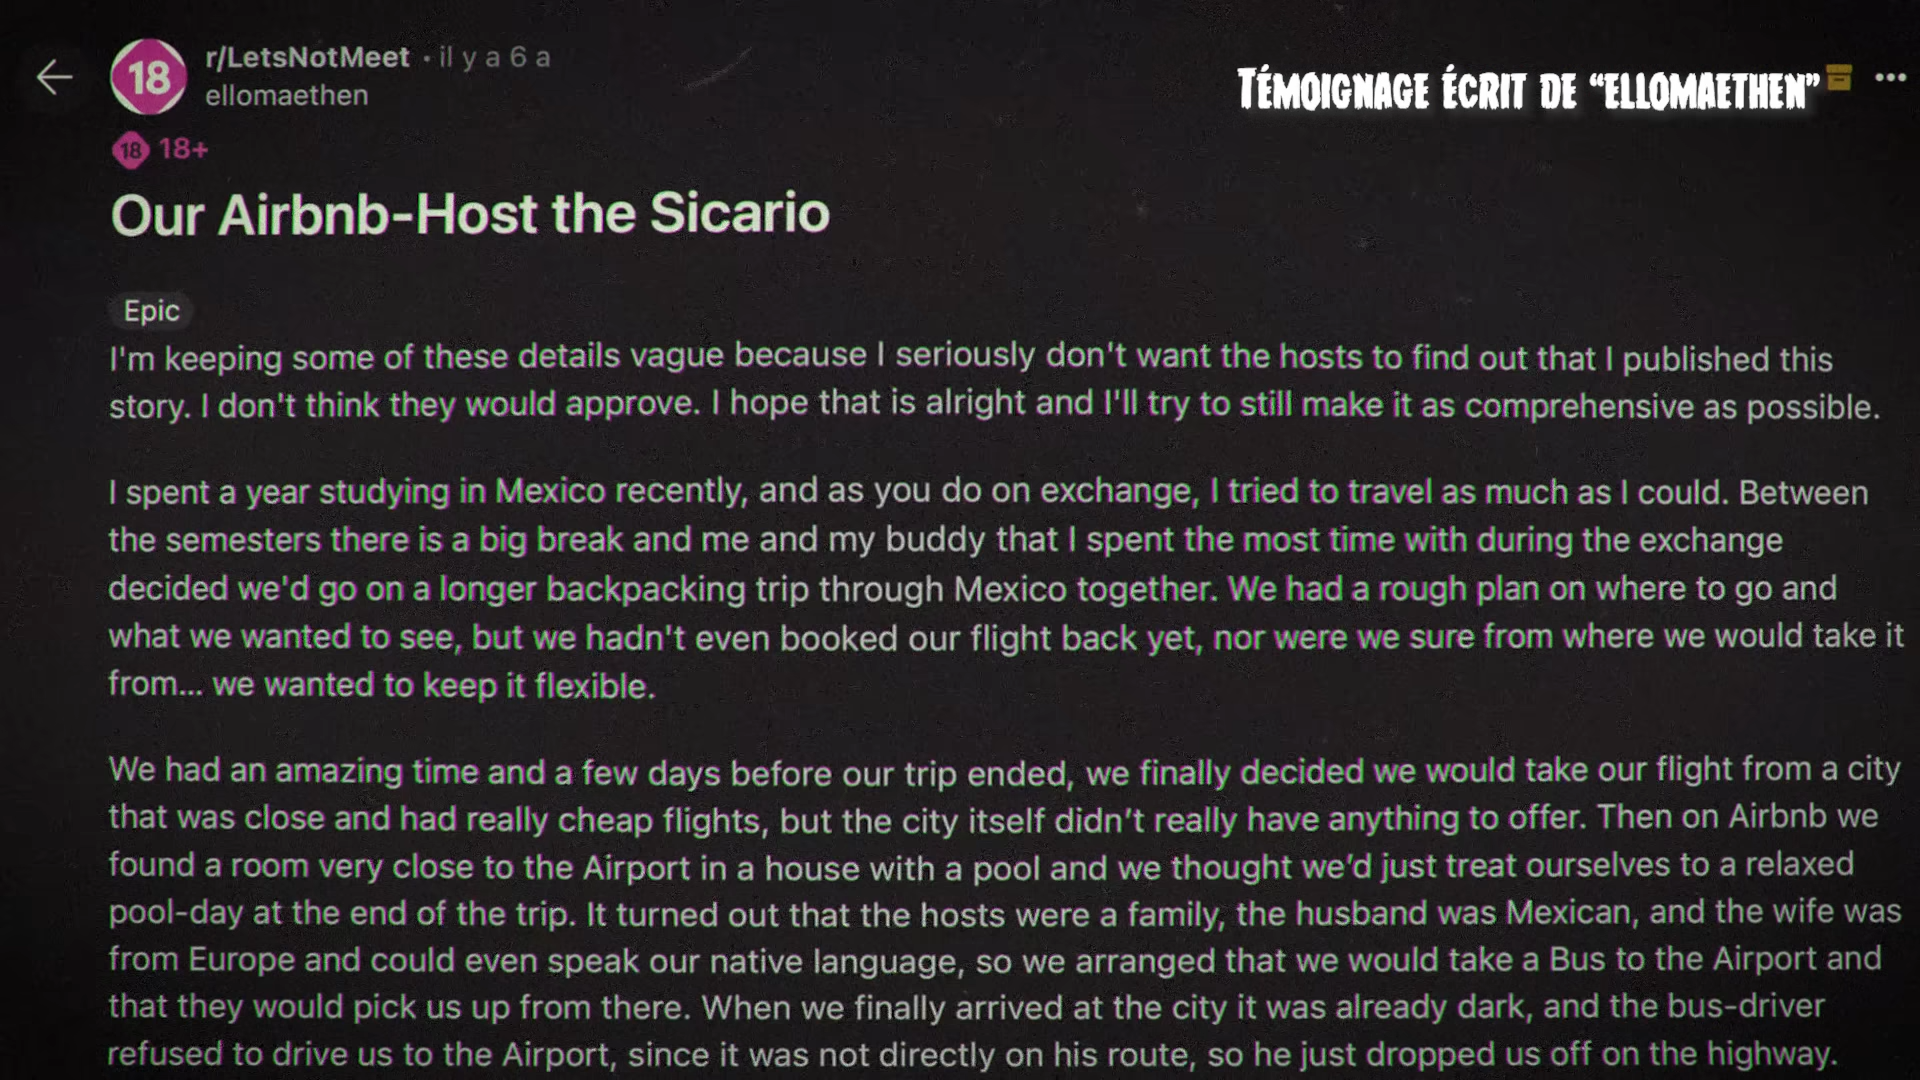 r/LetsNotMeet · il y a 6 a
ellomaethen
TÉMOIGNAGE ÉCRIT DE “ELLOMAETHEN”
18
18 18+
Our Airbnb-Host the Sicario
Epic
I'm keeping some of these details vague because I seriously don't want the hosts to find out that I published this
story. I don't think they would approve. I hope that is alright and I'll try to still make it as comprehensive as possible.
I spent a year studying in Mexico recently, and as you do on exchange, I tried to travel as much as I could. Between
the semesters there is a big break and me and my buddy that I spent the most time with during the exchange
decided we'd go on a longer backpacking trip through Mexico together. We had a rough plan on where to go and
what we wanted to see, but we hadn't even booked our flight back yet, nor were we sure from where we would take it
from... we wanted to keep it flexible.
We had an amazing time and a few days before our trip ended, we finally decided we would take our flight from a city
that was close and had really cheap flights, but the city itself didn’t really have anything to offer. Then on Airbnb we
found a room very close to the Airport in a house with a pool and we thought we’d just treat ourselves to a relaxed
pool-day at the end of the trip. It turned out that the hosts were a family, the husband was Mexican, and the wife was
from Europe and could even speak our native language, so we arranged that we would take a Bus to the Airport and
that they would pick us up from there. When we finally arrived at the city it was already dark, and the bus-driver
refused to drive us to the Airport, since it was not directly on his route, so he just dropped us off on the highway.